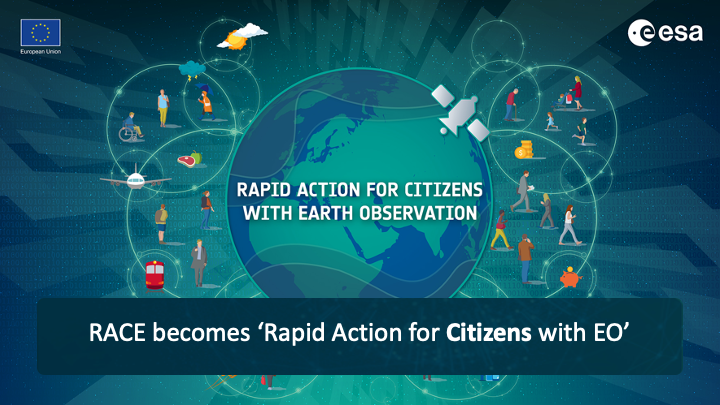 European Union
esa
RAPID ACTION FOR CITIZENS
WITH EARTH OBSERVATION
RACE becomes ‘Rapid Action for Citizens with EO’